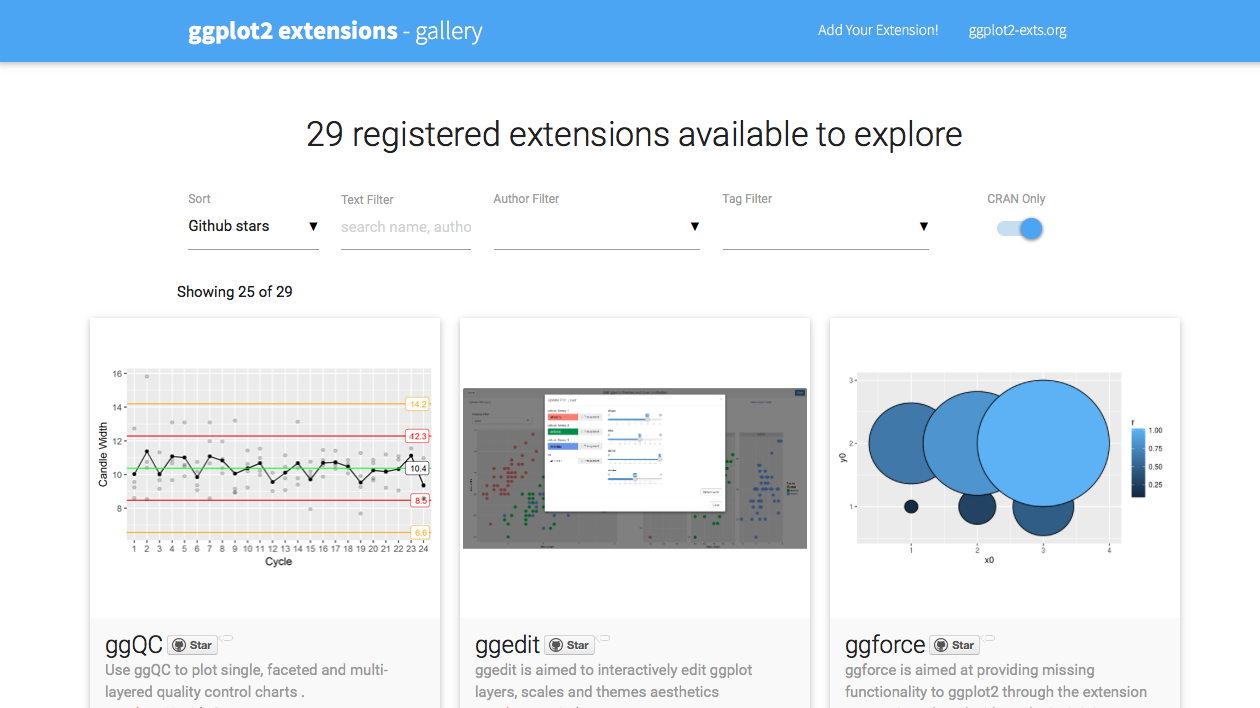 ggplot2 extensions - gallery
Add Your Extension!
ggplot2-exts.org
29 registered extensions available to explore
Sort
Text Filter
Author Filter
Tag Filter
CRAN Only
Github stars ▼
search name, autho
▼
▼
Showing 25 of 29
16
14
12
10
8
Candle Width
14.2
12.3
10.4
8.5
6.6
1 2 3 4 5 6 7 8 9 10 11 12 13 14 15 16 17 18 19 20 21 22 23 24
Cycle
3
2
1
y0
1 2 3 4
x0
r
1.00
0.75
0.50
0.25
ggQC Star
Use ggQC to plot single, faceted and multi-
layered quality control charts .
ggedit Star
ggedit is aimed to interactively edit ggplot
layers, scales and themes aesthetics
ggforce Star
ggforce is aimed at providing missing
functionality to ggplot2 through the extension